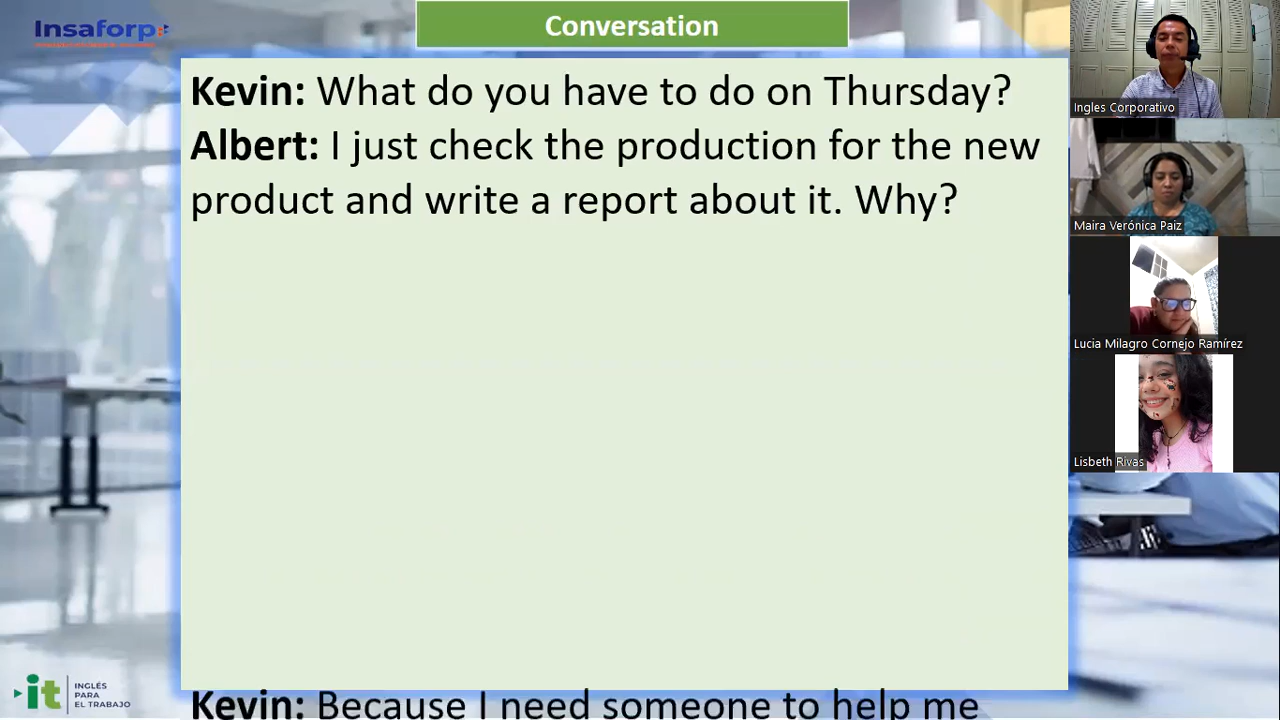 Insaforp
Conversation
Kevin: What do you have to do on Thursday?
Albert: I just check the production for the new
product and write a report about it. Why?
Kevin: Because I need someone to help me
it
INGLÉS
PARA
EL TRABAJO
Ingles Corporativo
Maira Verónica Paiz
Lucia Milagro Cornejo Ramírez
Lisbeth Rivas